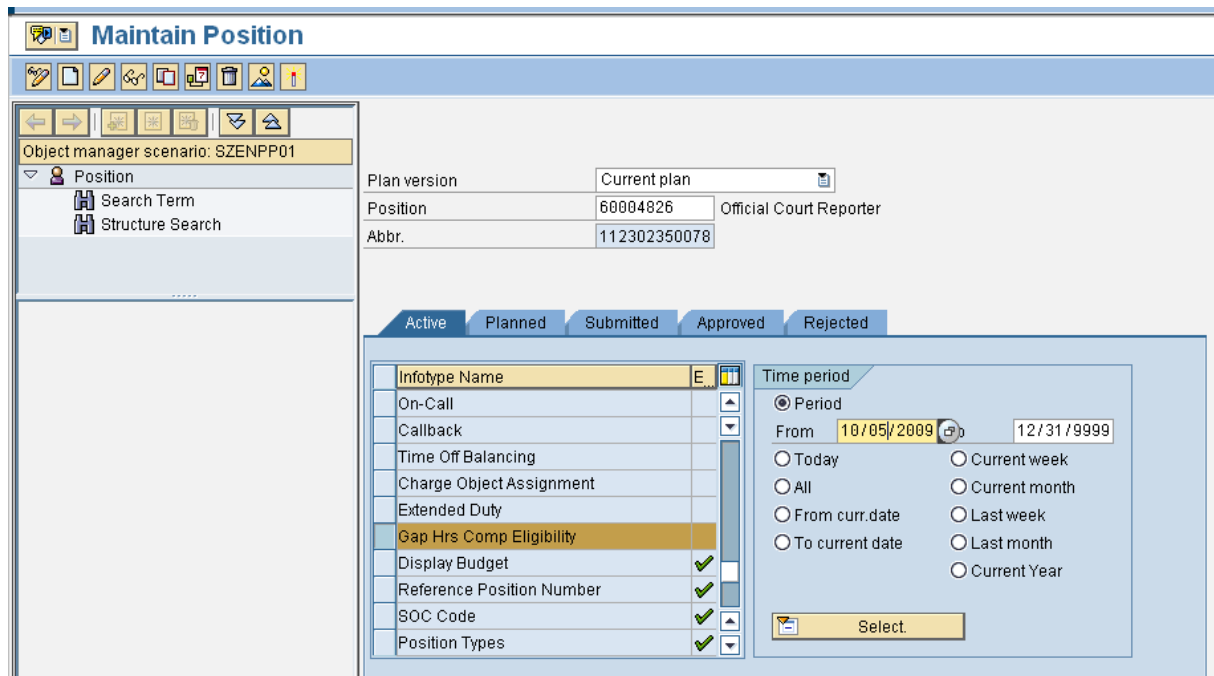 Maintain Position
Object manager scenario: SZENPP01
Position
Search Term
Structure Search
Plan version Current plan
Position 60004826 Official Court Reporter
Abbr. 112302350078
Active Planned Submitted Approved Rejected
Infotype Name E...
On-Call
Callback
Time Off Balancing
Charge Object Assignment
Extended Duty
Gap Hrs Comp Eligibility
Display Budget
Reference Position Number
SOC Code
Position Types
Time period
Period
From 10/05/2009 12/31/9999
Today Current week
All Current month
From curr.date Last week
To current date Last month
Current Year
Select.